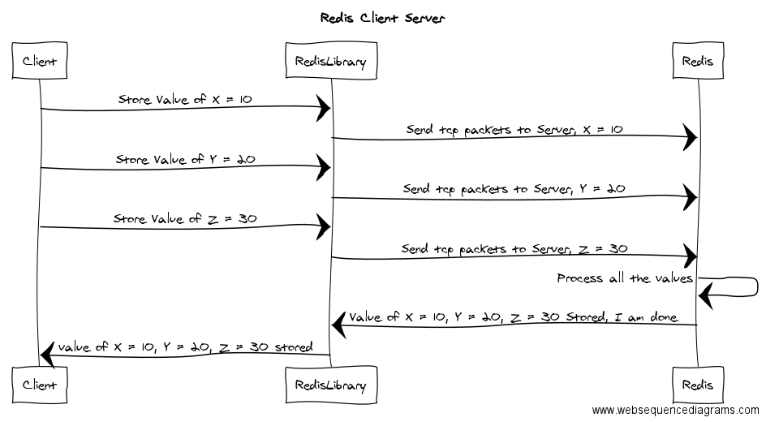 Redis Client Server
Client RedisLibrary Redis
Store Value of X = 10
Send tcp packets to Server, X = 10
Store Value of Y = 20
Send tcp packets to Server, Y = 20
Store Value of Z = 30
Send tcp packets to Server, Z = 30
Process all the values
Value of X = 10, Y = 20, Z = 30 Stored, I am done
value of X = 10, Y = 20, Z = 30 stored
Client RedisLibrary Redis
www.websequencediagrams.com